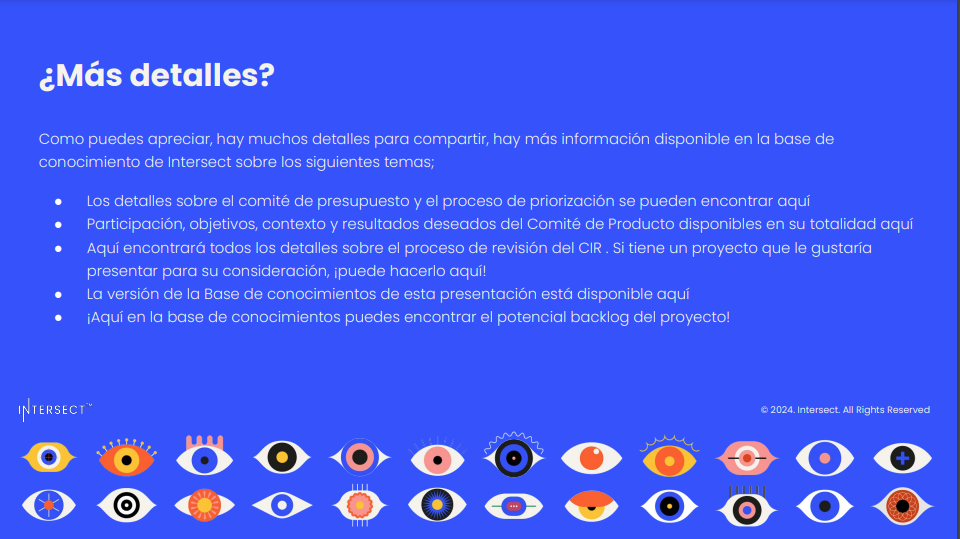 ¿Más detalles?
Como puedes apreciar, hay muchos detalles para compartir, hay más información disponible en la base de
conocimiento de Intersect sobre los siguientes temas;
● Los detalles sobre el comité de presupuesto y el proceso de priorización se pueden encontrar aquí
● Participación, objetivos, contexto y resultados deseados del Comité de Producto disponibles en su totalidad aquí
● Aquí encontrará todos los detalles sobre el proceso de revisión del CIR . Si tiene un proyecto que le gustaría
presentar para su consideración, ¡puede hacerlo aquí!
● La versión de la Base de conocimientos de esta presentación está disponible aquí
● ¡Aquí en la base de conocimientos puedes encontrar el potencial backlog del proyecto!
INTERSECT™
© 2024. Intersect. All Rights Reserved